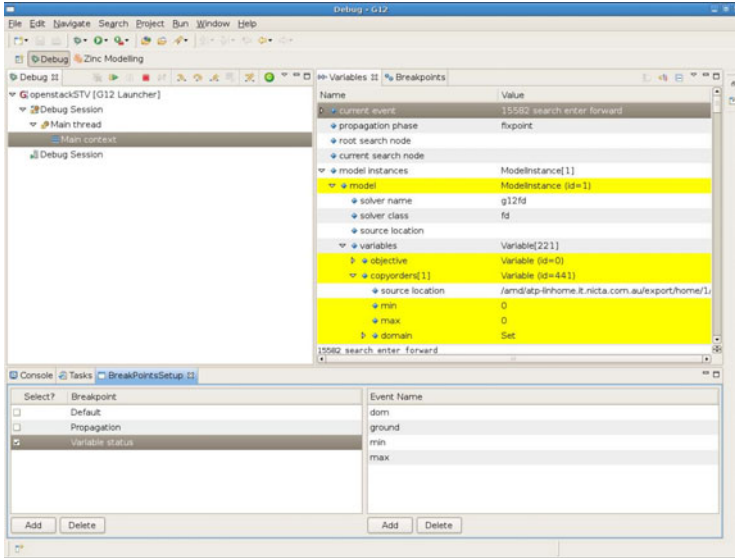 Debug - G12
File Edit Navigate Search Project Run Window Help
Debug Zinc Modelling
Debug
openstackSTV [G12 Launcher]
Debug Session
Main thread
Main context
Debug Session
Variables Breakpoints
Name Value
current event 15582 search enter forward
propagation phase fixpoint
root search node
current search node
model instances ModelInstance[1]
model ModelInstance (id=1)
solver name g12fd
solver class fd
source location
variables Variable[221]
objective Variable (id=0)
copyorders[1] Variable (id=441)
source location /amd/atp-linhome.it.nicta.com.au/export/home/1/
min 0
max 0
domain Set
15582 search enter forward
Console Tasks BreakPointsSetup
Select? Breakpoint
Default
Propagation
Variable status
Add Delete
Event Name
dom
ground
min
max
Add Delete